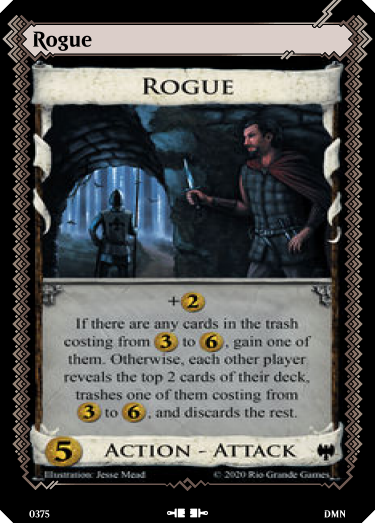 Rogue
ROGUE
+2
If there are any cards in the trash
costing from 3 to 6, gain one of
them. Otherwise, each other player
reveals the top 2 cards of their deck,
trashes one of them costing from
3 to 6, and discards the rest.
5 ACTION - ATTACK
Illustration: Jesse Mead © 2020 Rio Grande Games
0375 DMN